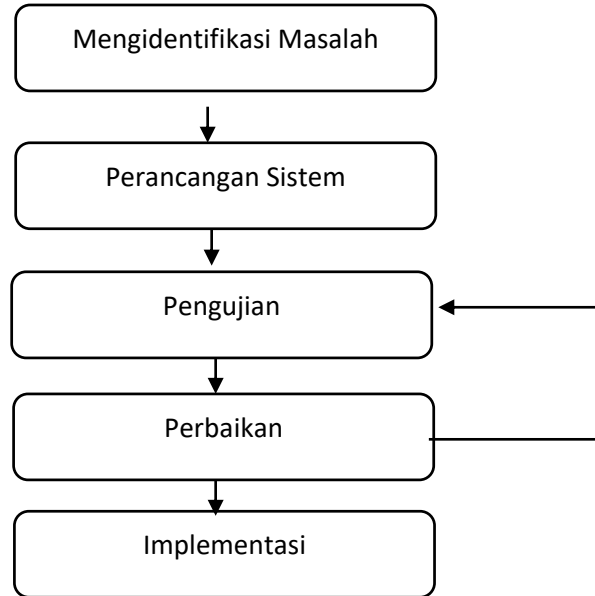 Mengidentifikasi Masalah
Perancangan Sistem
Pengujian
Perbaikan
Implementasi